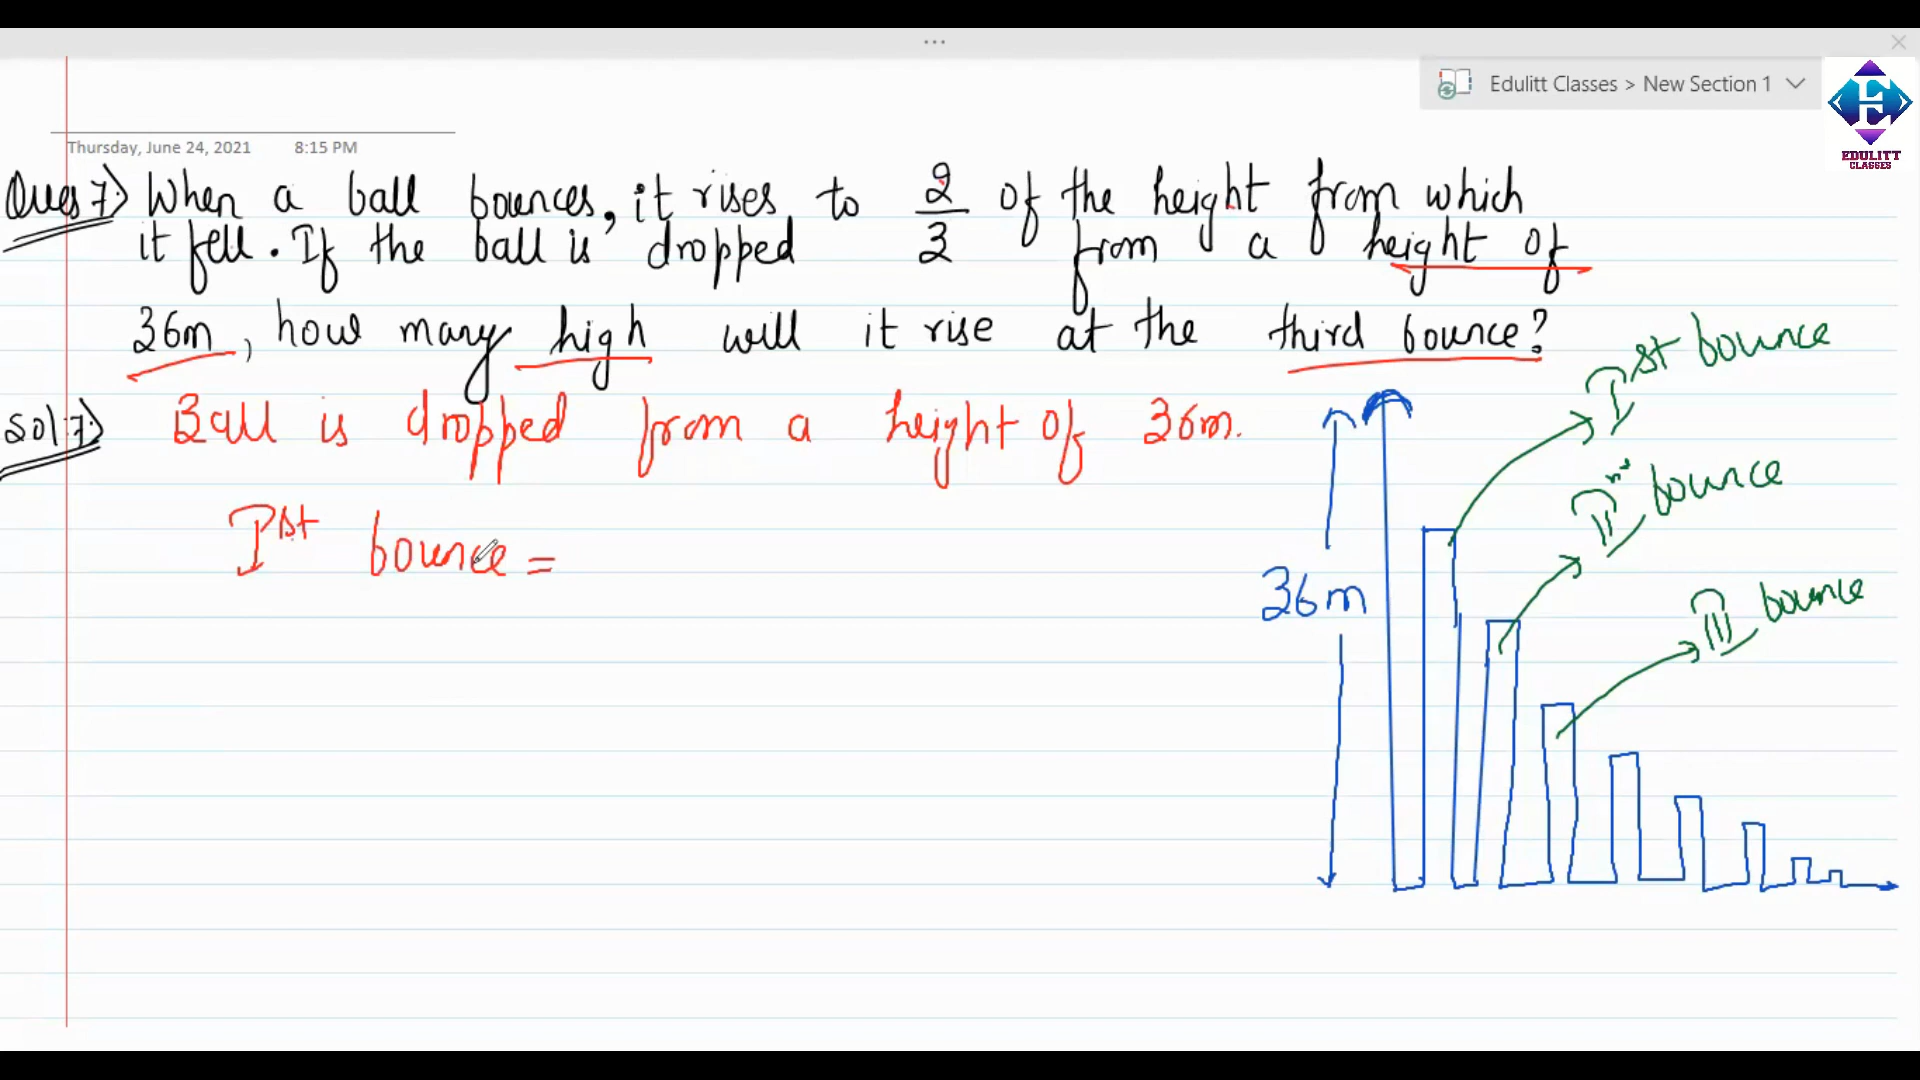 ...
Edulitt Classes > New Section 1
EDULITT
CLASSES
Thursday, June 24, 2021 8:15 PM
Ques 7) When a ball bounces, it rises to 2/3 of the height from which
it fell. If the ball is dropped from a height of
36m, how many high will it rise at the third bounce?
Sol 7) Ball is dropped from a height of 36m.
Ist bounce =
36m
Ist bounce
IInd bounce
III bounce